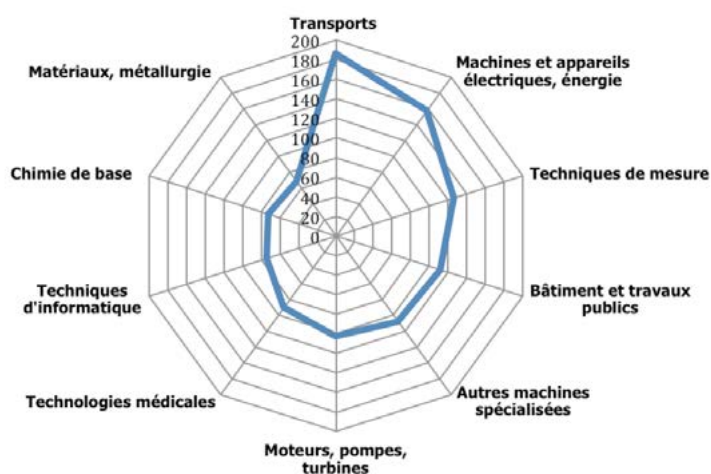 Transports
200
180
160
140
120
100
80
60
40
20
0
Machines et appareils
électriques, énergie
Techniques de mesure
Bâtiment et travaux
publics
Autres machines
spécialisées
Moteurs, pompes,
turbines
Technologies médicales
Techniques
d'informatique
Chimie de base
Matériaux, métallurgie